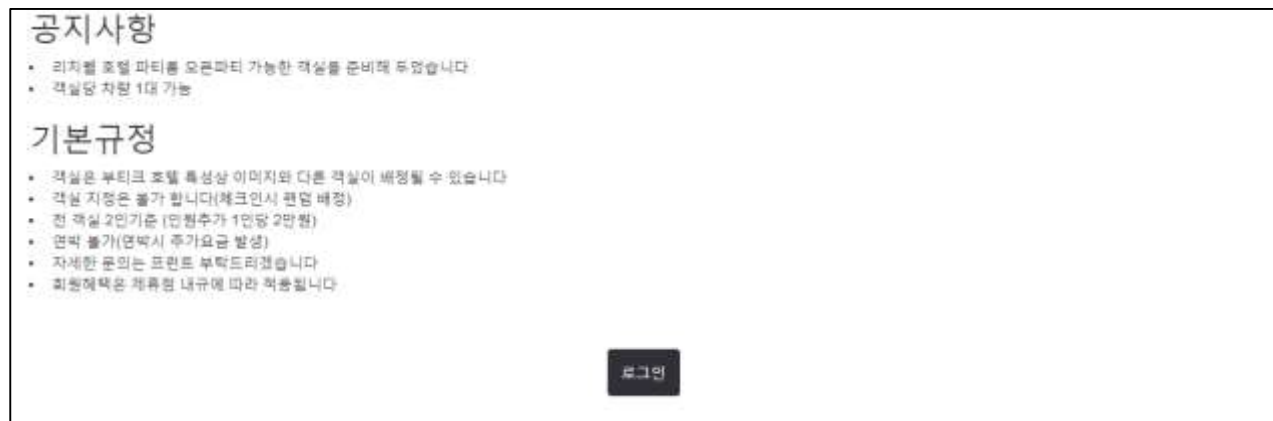 공지사항
리치웰 호텔 파티룸 오픈파티 가능한 객실을 준비해 두었습니다
객실당 차량 1대 가능
기본규정
객실은 부티크 호텔 특성상 이미지와 다른 객실이 배정될 수 있습니다
객실 지정은 불가 합니다(체크인시 랜덤 배정)
전 객실 2인기준 (인원추가 1인당 2만원)
연박 불가(연박시 추가요금 발생)
자세한 문의는 프런트 부탁드리겠습니다
회원혜택은 제휴점 내규에 따라 적용됩니다
로그인